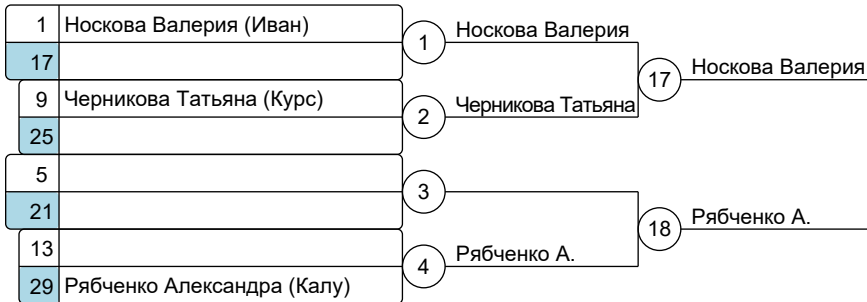 1 Носкова Валерия (Иван)
17
1
Носкова Валерия
9 Черникова Татьяна (Курс)
25
2
Черникова Татьяна
17
Носкова Валерия
5
21
3
13
29 Рябченко Александра (Калу)
4
Рябченко А.
18
Рябченко А.